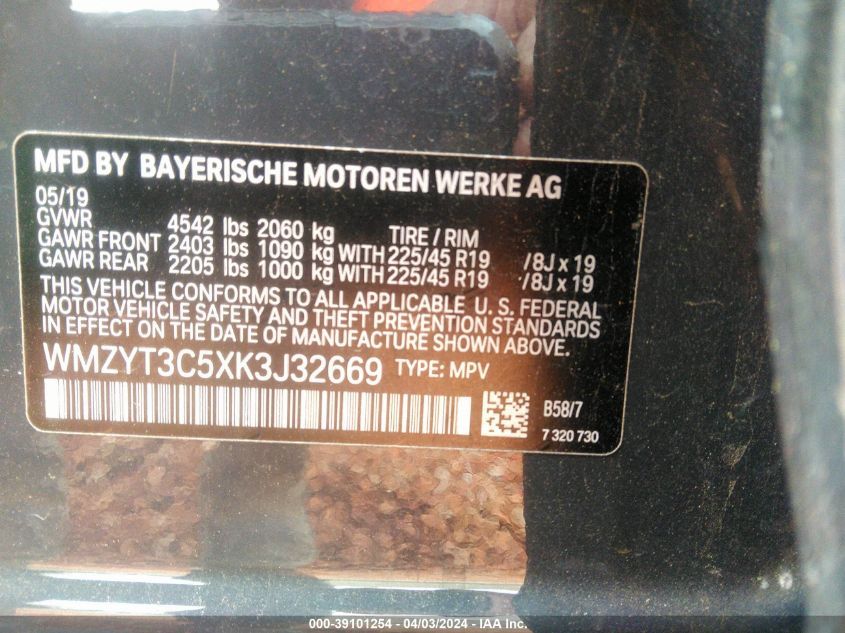 MFD BY BAYERISCHE MOTOREN WERKE AG
05/19
GVWR 4542 lbs 2060 kg TIRE / RIM
GAWR FRONT 2403 lbs 1090 kg WITH 225/45 R19 /8J x 19
GAWR REAR 2205 lbs 1000 kg WITH 225/45 R19 /8J x 19
THIS VEHICLE CONFORMS TO ALL APPLICABLE U. S. FEDERAL
MOTOR VEHICLE SAFETY AND THEFT PREVENTION STANDARDS
IN EFFECT ON THE DATE OF MANUFACTURE SHOWN ABOVE.
WMZYT3C5XK3J32669 TYPE: MPV
B58/7
7 320 730
000-39101254 - 04/03/2024 - IAA Inc.